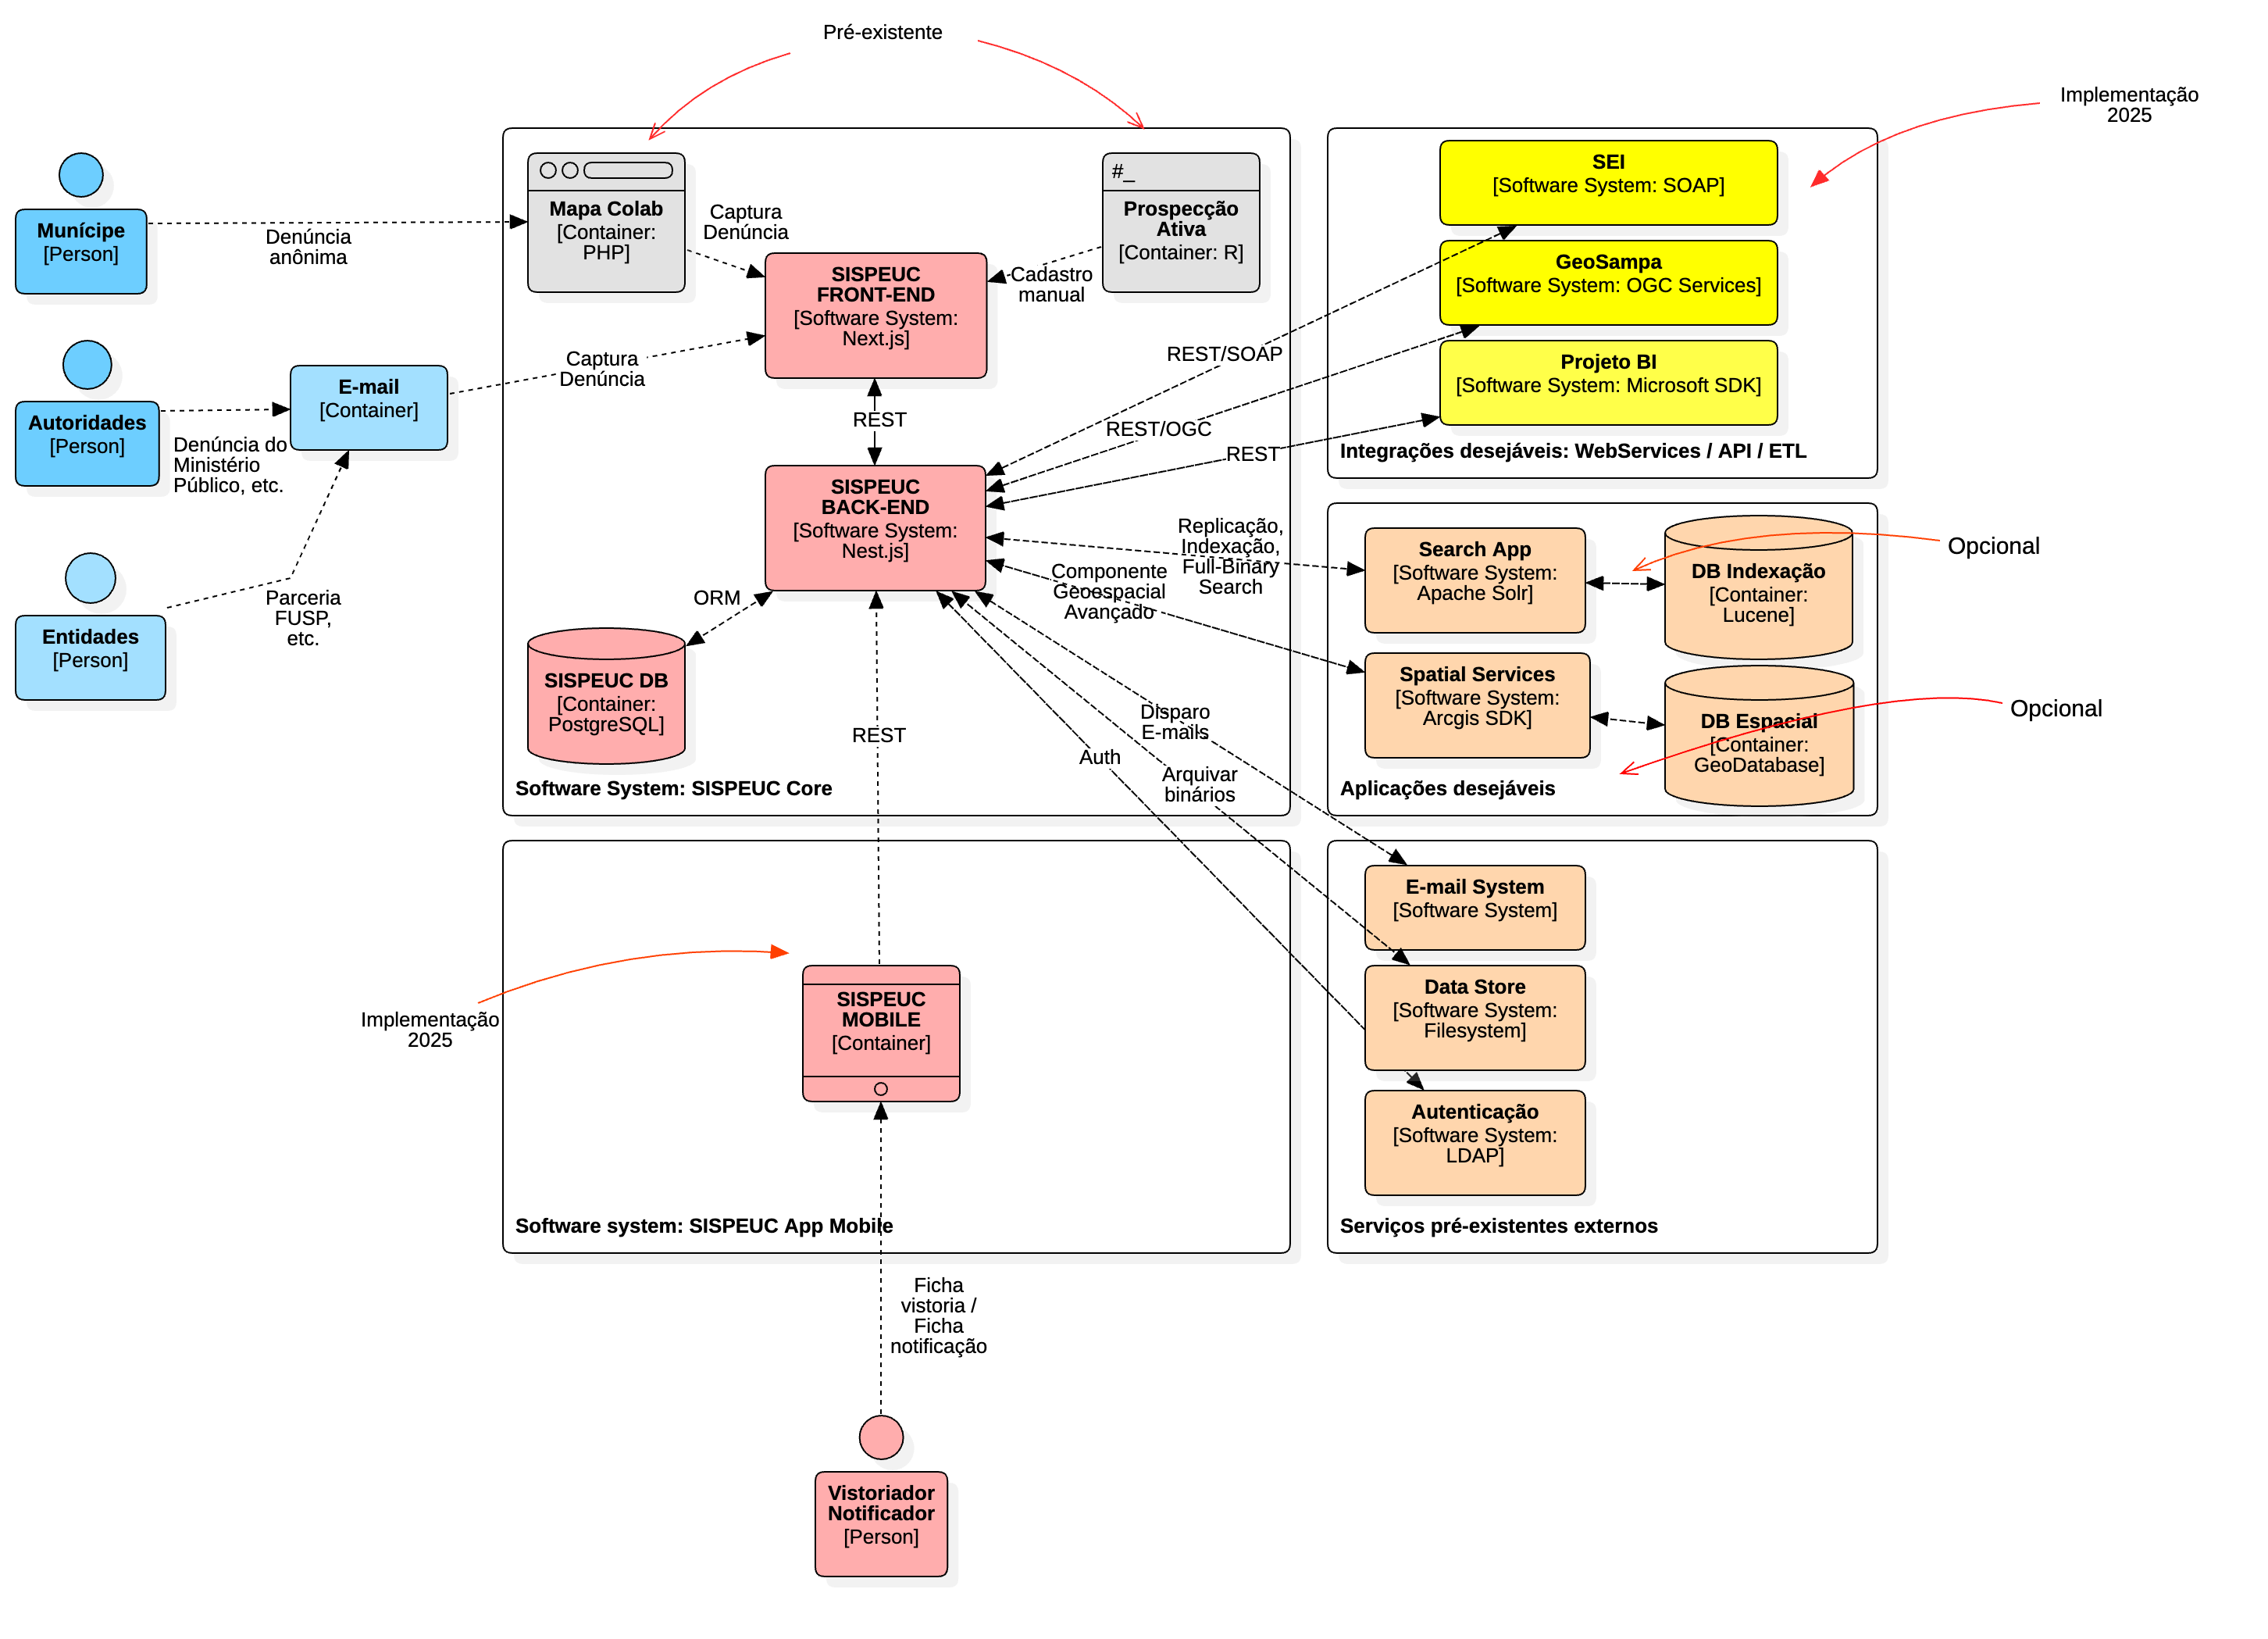 Pré-existente
Implementação
2025
Munícipe
[Person]
Denúncia
anônima
Autoridades
[Person]
Denúncia do
Ministério
Público, etc.
E-mail
[Container]
Entidades
[Person]
Parceria
FUSP,
etc.
Captura
Denúncia
Mapa Colab
[Container:
PHP]
Captura
Denúncia
#_
Prospecção
Ativa
[Container: R]
Cadastro
manual
SISPEUC
FRONT-END
[Software System:
Next.js]
REST
SISPEUC
BACK-END
[Software System:
Nest.js]
ORM
SISPEUC DB
[Container:
PostgreSQL]
REST
Software System: SISPEUC Core
REST/SOAP
REST/OGC
REST
Replicação,
Indexação,
Full-Binary
Search
Componente
Geospacial
Avançado
Disparo
E-mails
Auth
Arquivar
binários
SEI
[Software System: SOAP]
GeoSampa
[Software System: OGC Services]
Projeto BI
[Software System: Microsoft SDK]
Integrações desejáveis: WebServices / API / ETL
Search App
[Software System:
Apache Solr]
DB Indexação
[Container:
Lucene]
Opcional
Spatial Services
[Software System:
Arcgis SDK]
DB Espacial
[Container:
GeoDatabase]
Opcional
Aplicações desejáveis
E-mail System
[Software System]
Data Store
[Software System:
Filesystem]
Autenticação
[Software System:
LDAP]
Serviços pré-existentes externos
Implementação
2025
SISPEUC
MOBILE
[Container]
Software system: SISPEUC App Mobile
Ficha
vistoria /
Ficha
notificação
Vistoriador
Notificador
[Person]